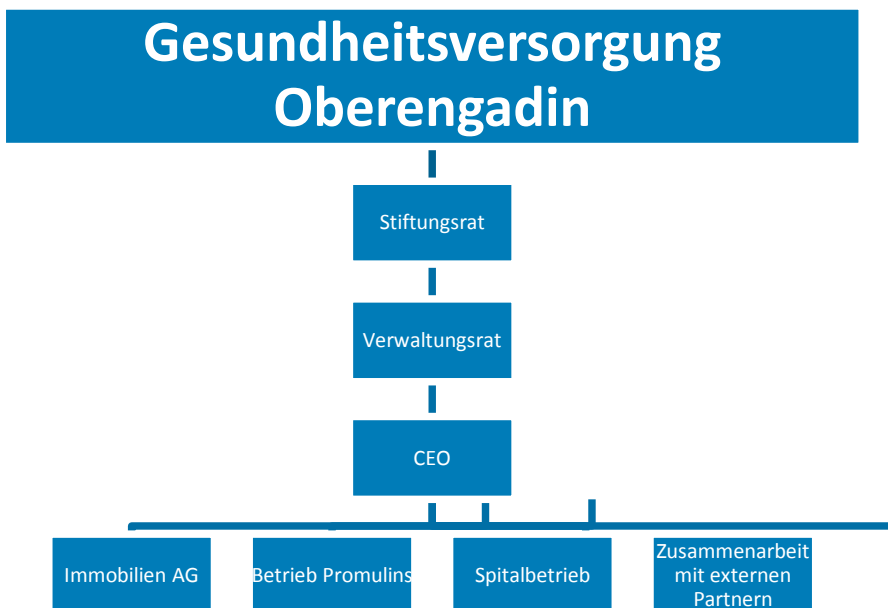 Gesundheitsversorgung
Oberengadin
Stiftungsrat
Verwaltungsrat
CEO
Immobilien AG
Betrieb Promulins
Spitalbetrieb
Zusammenarbeit
mit externen
Partnern